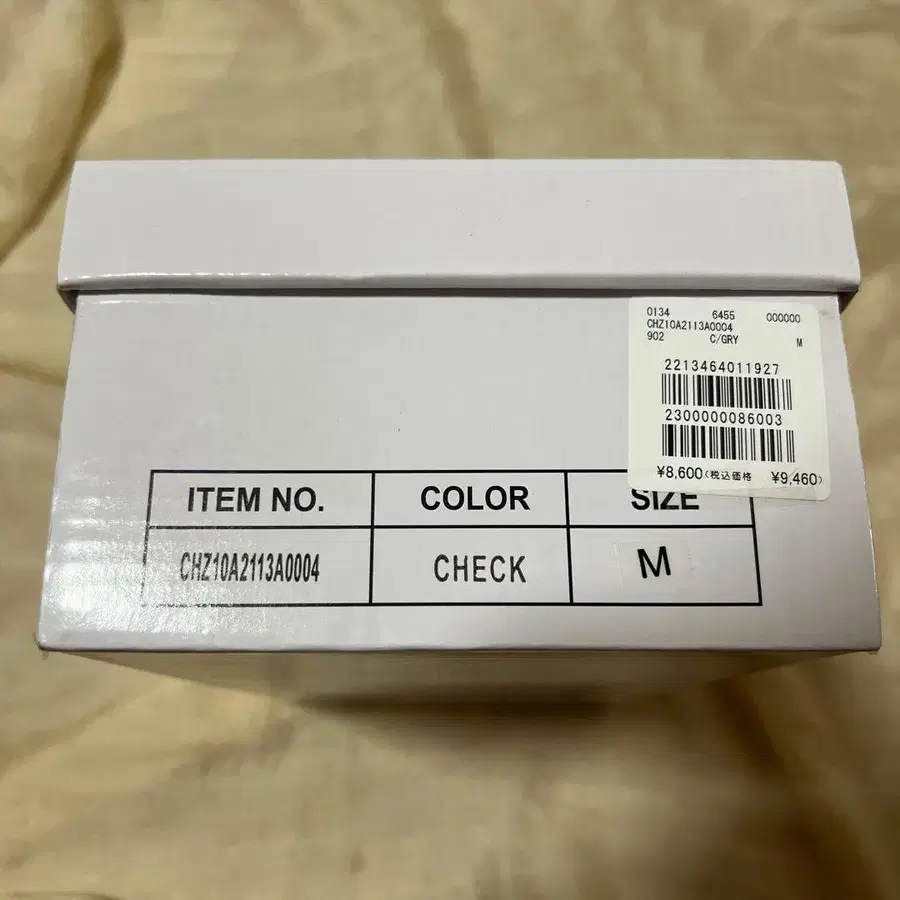 0134 6455 000000
CHZ10A2113A0004
902 C/GRY M
2213464011927
2300000086003
¥8,600(税込価格 ¥9,460)
ITEM NO. COLOR SIZE
CHZ10A2113A0004 CHECK M